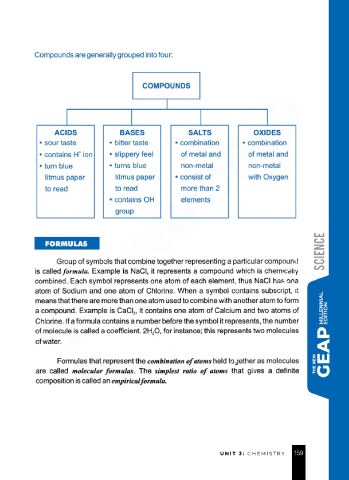 Compounds are generally grouped into four:
COMPOUNDS
ACIDS
• sour taste
• contains H⁺ ion
• turn blue
litmus paper
to read
BASES
• bitter taste
• slippery feel
• turns blue
litmus paper
to read
• contains OH
group
SALTS
• combination
of metal and
non-metal
• consist of
more than 2
elements
OXIDES
• combination
of metal and
non-metal
with Oxygen
FORMULAS
Group of symbols that combine together representing a particular compound
is called formula. Example is NaCl, it represents a compound which is chemically
combined. Each symbol represents one atom of each element, thus NaCl has one
atom of Sodium and one atom of Chlorine. When a symbol contains subscript, it
means that there are more than one atom used to combine with another atom to form
a compound. Example is CaCl₂, it contains one atom of Calcium and two atoms of
Chlorine. If a formula contains a number before the symbol it represents, the number
of molecule is called a coefficient. 2H₂O, for instance; this represents two molecules
of water.
Formulas that represent the combination of atoms held together as molecules
are called molecular formulas. The simplest ratio of atoms that gives a definite
composition is called an empirical formula.
SCIENCE
THE NEW
GEAP MILLENNIAL
EDITION
UNIT 3: CHEMISTRY 159